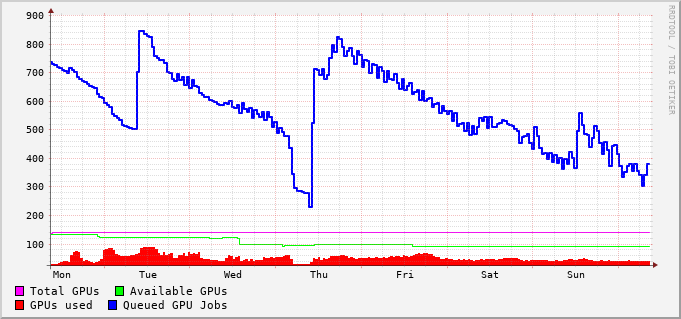 900
800
700
600
500
400
300
200
100
Mon Tue Wed Thu Fri Sat Sun
Total GPUs Available GPUs
GPUs used Queued GPU Jobs
RRDTOOL / TOBI OETIKER